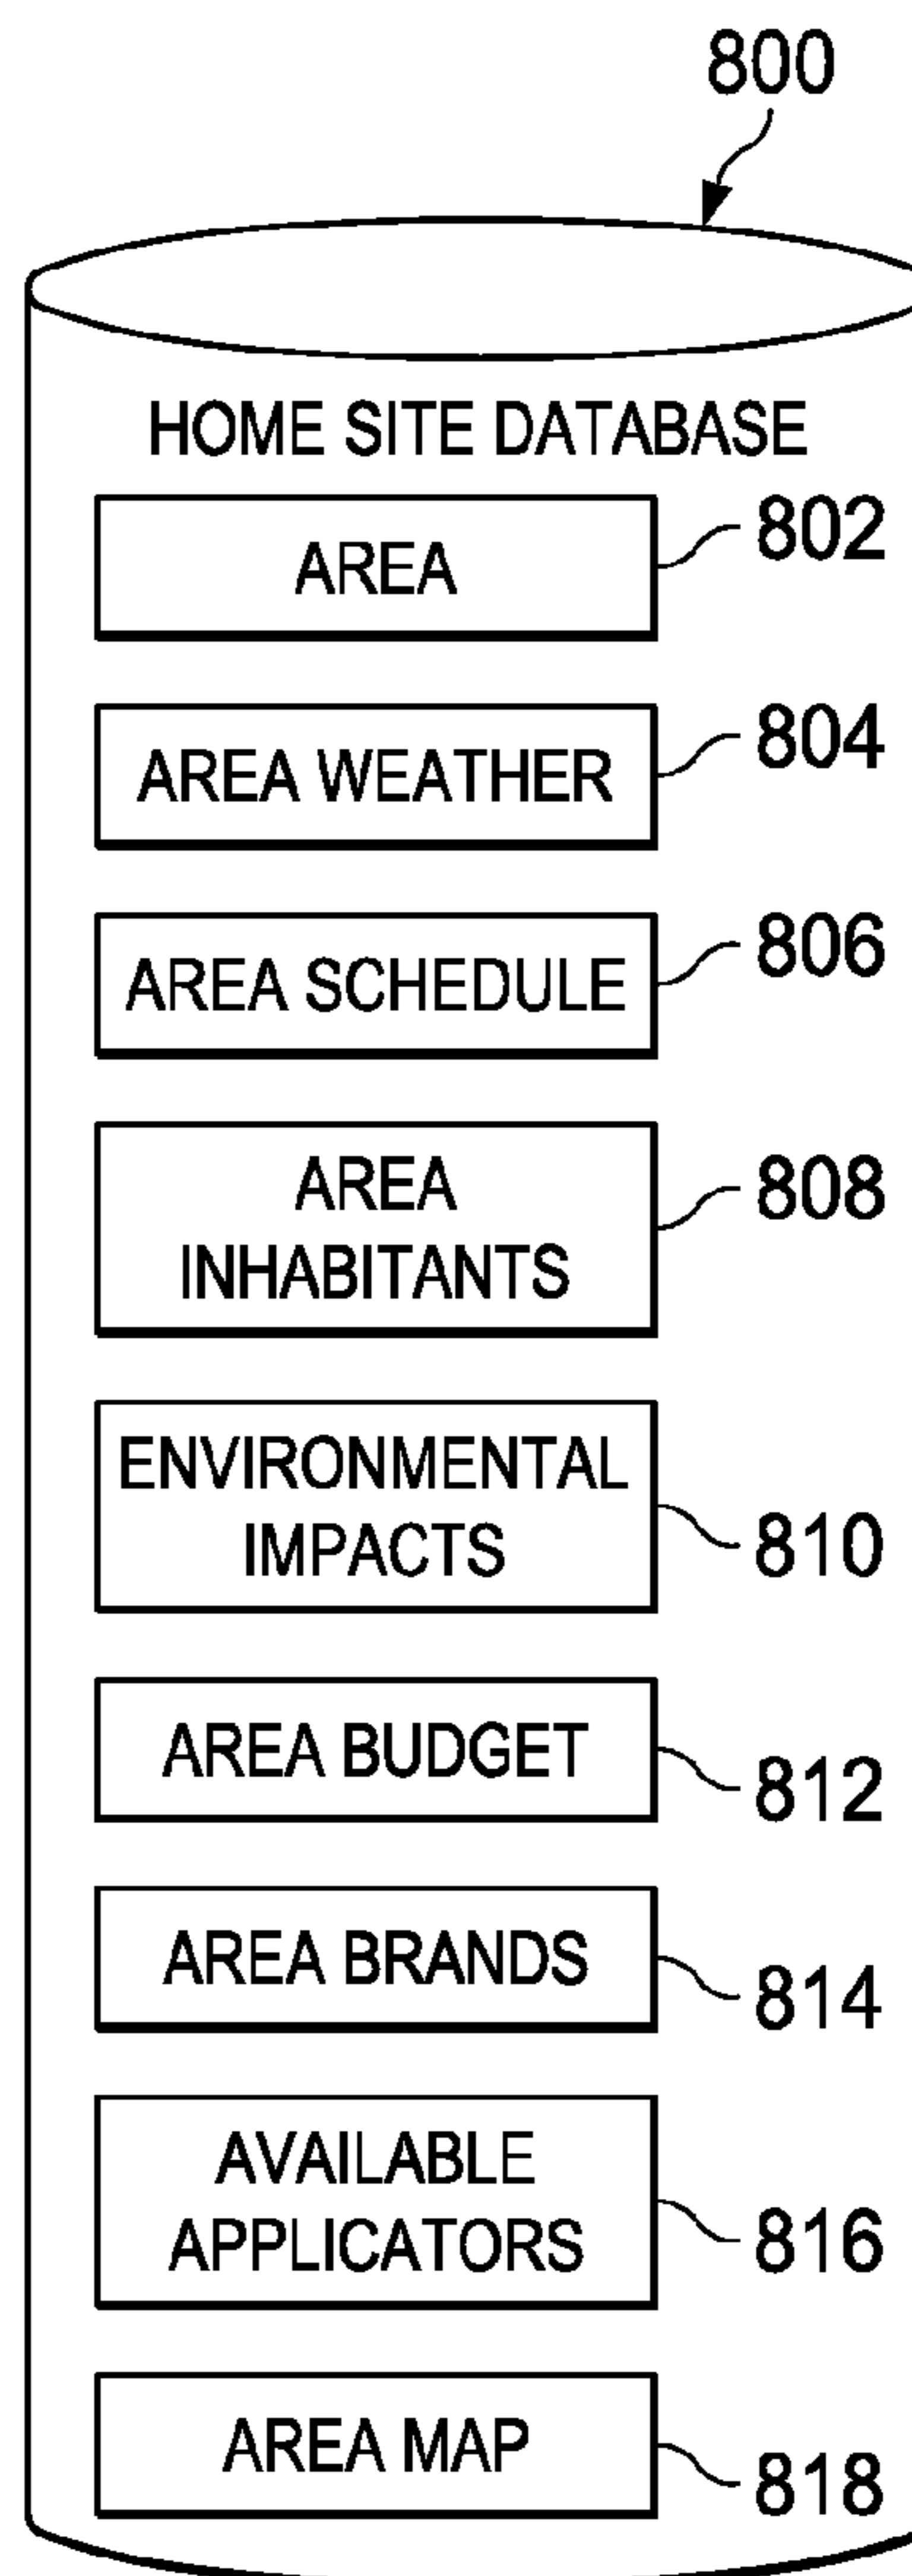 800
HOME SITE DATABASE
AREA
802
AREA WEATHER
804
AREA SCHEDULE
806
AREA
INHABITANTS
808
ENVIRONMENTAL
IMPACTS
810
AREA BUDGET
812
AREA BRANDS
814
AVAILABLE
APPLICATORS
816
AREA MAP
818